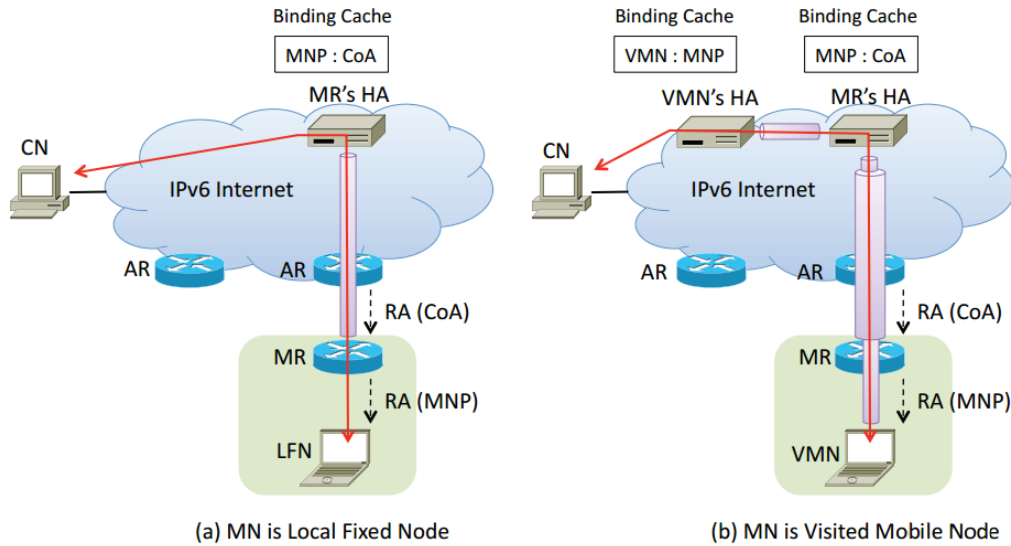 Binding Cache
MNP : CoA
MR's HA
CN
IPv6 Internet
AR
AR
RA (CoA)
MR
RA (MNP)
LFN
(a) MN is Local Fixed Node
Binding Cache
Binding Cache
VMN : MNP
MNP : CoA
VMN's HA
MR's HA
CN
IPv6 Internet
AR
AR
RA (CoA)
MR
RA (MNP)
VMN
(b) MN is Visited Mobile Node